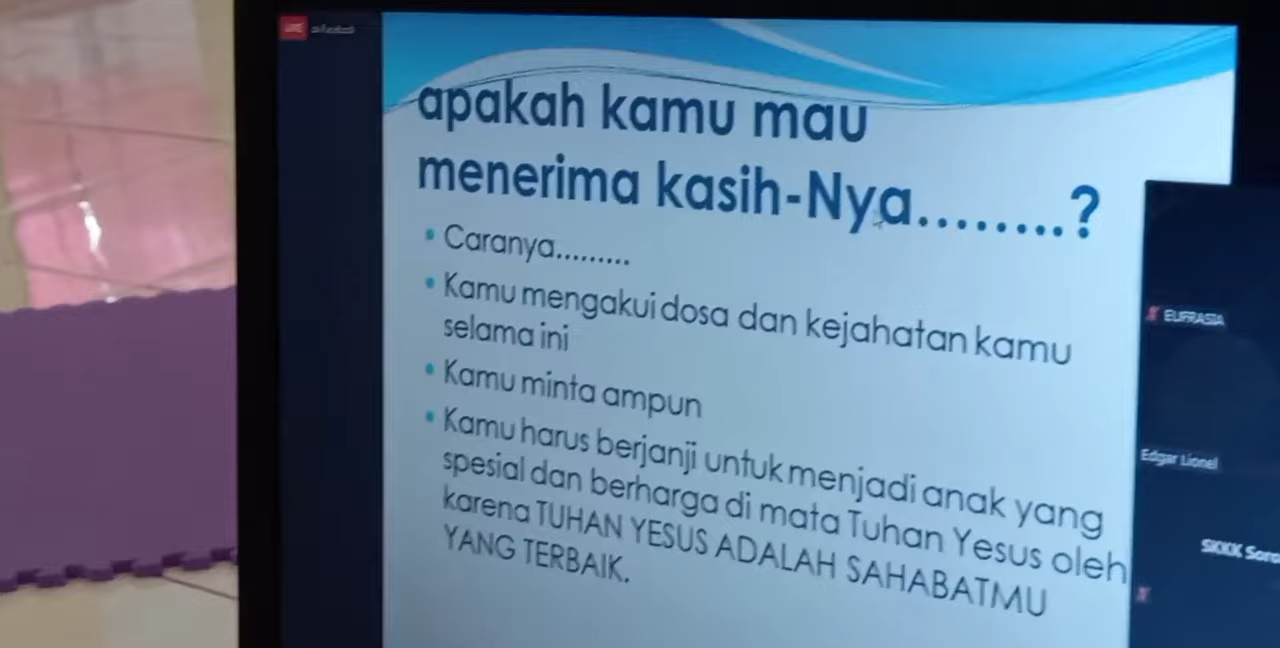 LIVE
apakah kamu mau
menerima kasih-Nya........?
• Caranya.........
• Kamu mengakui dosa dan kejahatan kamu
selama ini
• Kamu minta ampun
• Kamu harus berjanji untuk menjadi anak yang
spesial dan berharga di mata Tuhan Yesus oleh
karena TUHAN YESUS ADALAH SAHABATMU
YANG TERBAIK.
EUFRASIA
Edgar Lionel
SKKK